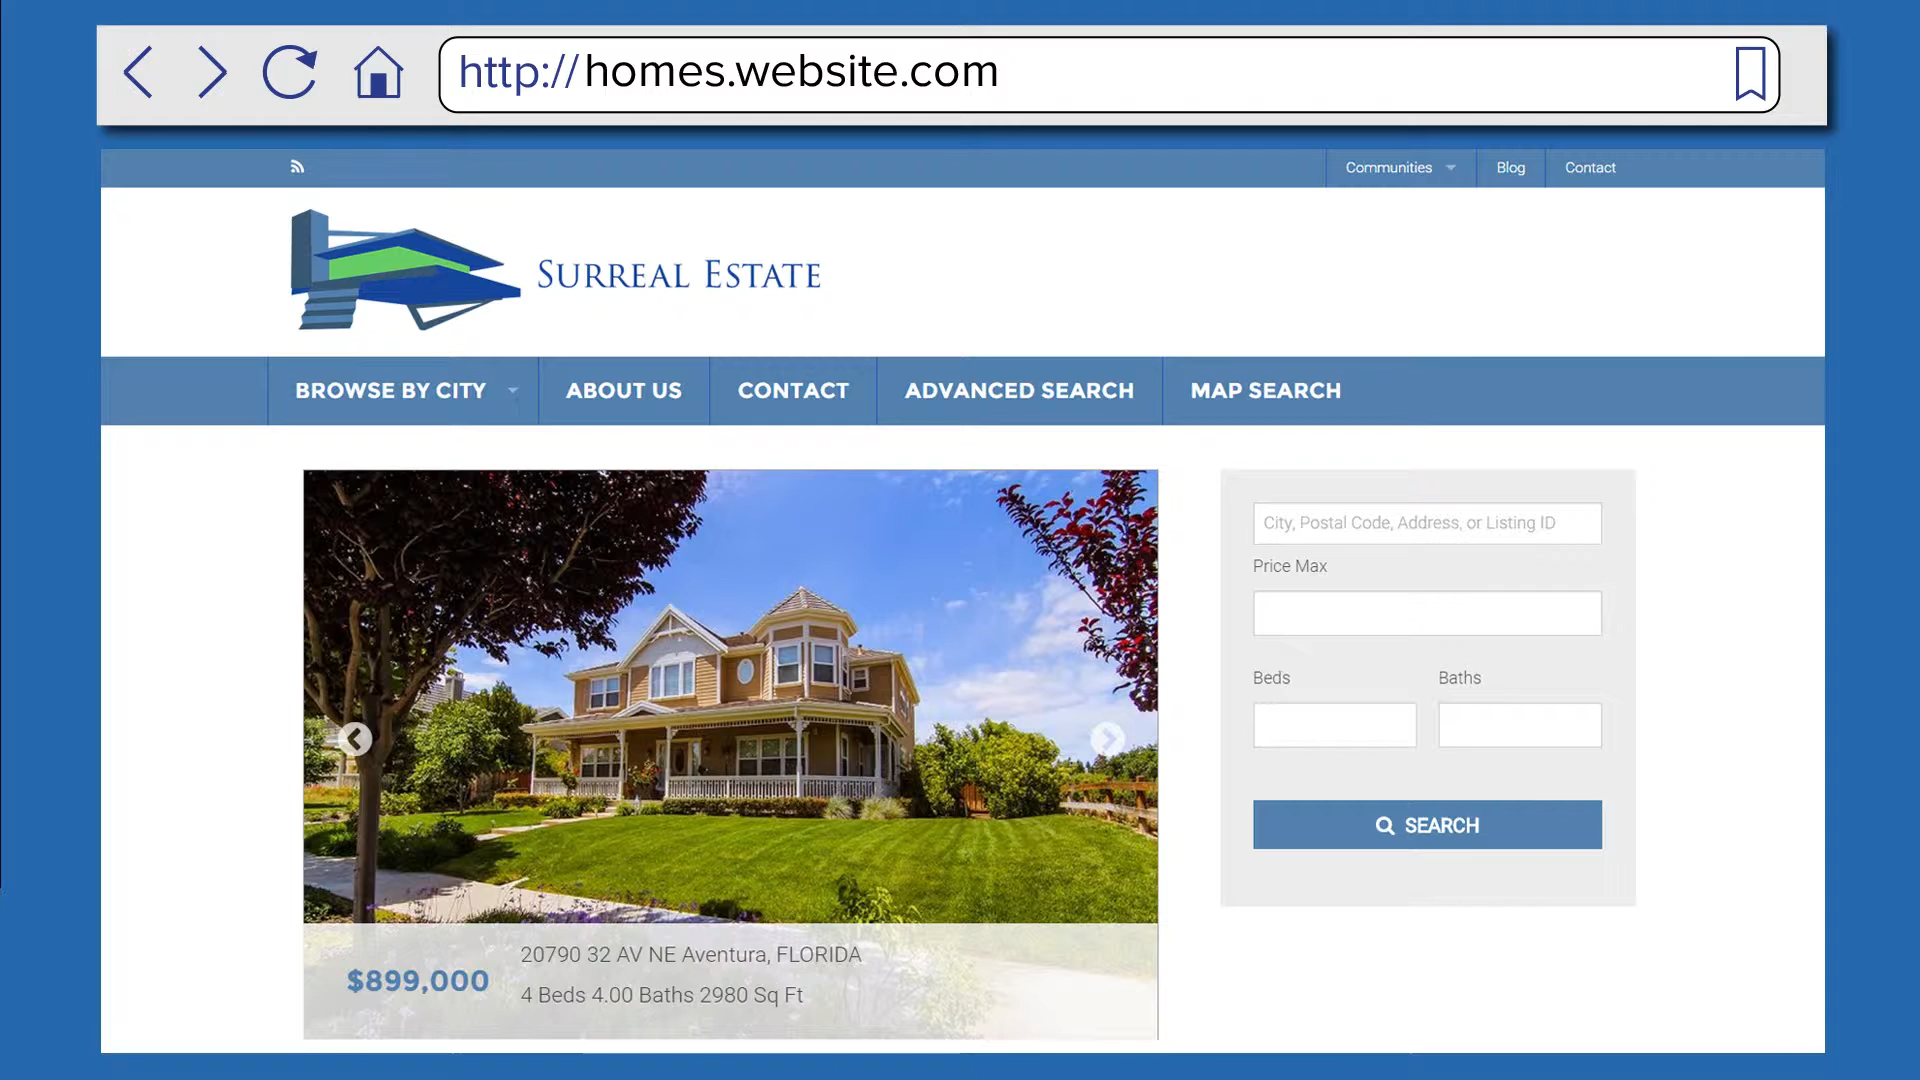 http://homes.website.com
Communities
Blog
Contact
SURREAL ESTATE
BROWSE BY CITY
ABOUT US
CONTACT
ADVANCED SEARCH
MAP SEARCH
City, Postal Code, Address, or Listing ID
Price Max
Beds
Baths
SEARCH
20790 32 AV NE Aventura, FLORIDA
$899,000
4 Beds 4.00 Baths 2980 Sq Ft